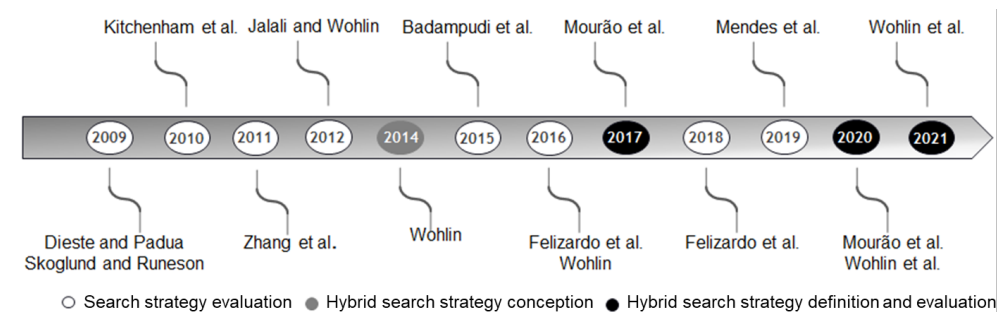 Kitchenham et al. Jalali and Wohlin Badampudi et al. Mourão et al. Mendes et al. Wohlin et al.
2009 2010 2011 2012 2014 2015 2016 2017 2018 2019 2020 2021
Dieste and Padua
Skoglund and Runeson
Zhang et al.
Wohlin
Felizardo et al.
Wohlin
Felizardo et al.
Mourão et al.
Wohlin et al.
Search strategy evaluation Hybrid search strategy conception Hybrid search strategy definition and evaluation